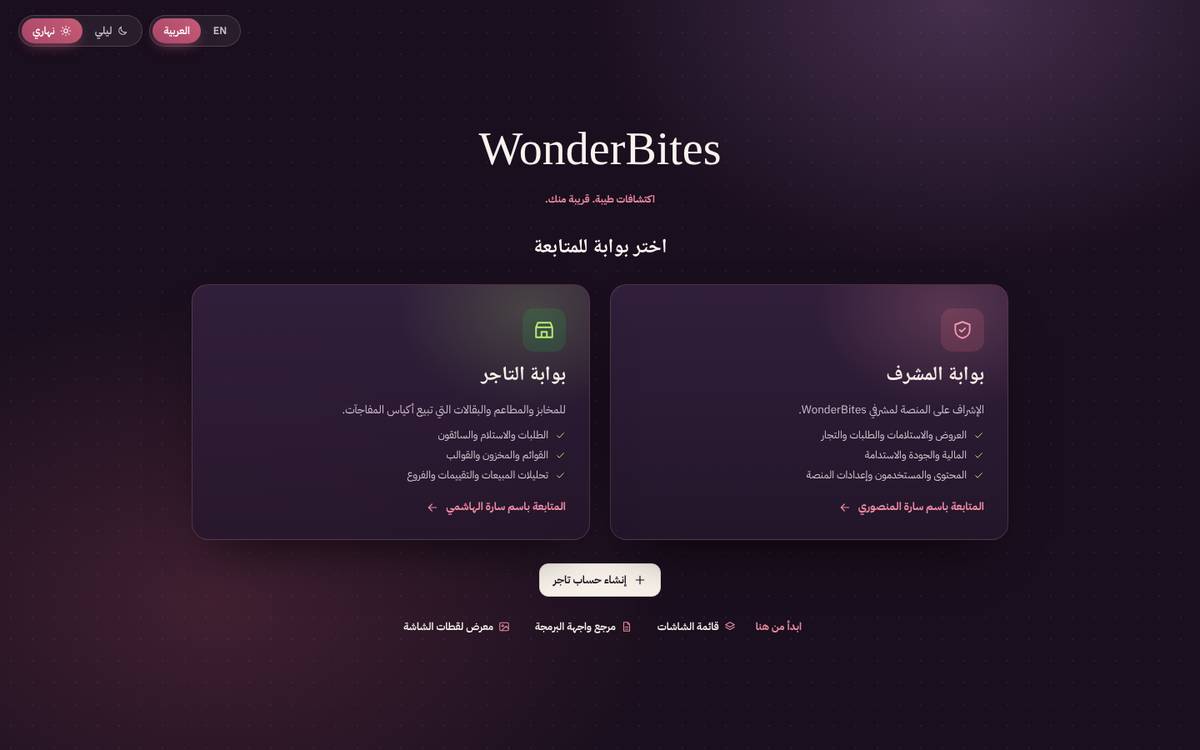 نهاري
ليلي
العربية
EN
WonderBites
اكتشافات طيبة. قريبة منك.
اختر بوابة للمتابعة
بوابة المشرف
الإشراف على المنصة لمشرفي WonderBites.
العروض والاستلامات والطلبات والتجار
المالية والجودة والاستدامة
المحتوى والمستخدمون وإعدادات المنصة
المتابعة باسم سارة المنصوري ←
بوابة التاجر
للمخابز والمطاعم والبقالات التي تبيع أكياس المفاجآت.
الطلبات والاستلام والسائقون
القوائم والمخزون والقوالب
تحليلات المبيعات والتقييمات والفروع
المتابعة باسم سارة الهاشمي ←
+ إنشاء حساب تاجر
ابدأ من هنا
قائمة الشاشات
مرجع واجهة البرمجة
معرض لقطات الشاشة